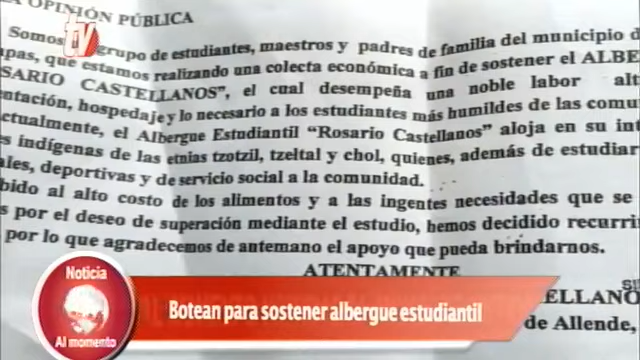 LA OPINIÓN PÚBLICA
tv
Somos grupo de estudiantes, maestros y padres de familia del municipio d
apas, que estamos realizando una colecta económica a fin de sostener el ALBE
SARIO CASTELLANOS", el cual desempeña una noble labor ali
entación, hospedaje y lo necesario a los estudiantes más humildes de las comu
ctualmente, el Albergue Estudiantil "Rosario Castellanos" aloja en su int
es indígenas de las etnias tzotzil, tzeltal y chol, quienes, además de estudiar
ales, deportivas y de servicio social a la comunidad.
bido al alto costo de los alimentos y a las ingentes necesidades que se
s por el deseo de superación mediante el estudio, hemos decidido recurri
por lo que agradecemos de antemano el apoyo que pueda brindarnos.
ATENTAMENTE
ELLANO
de Allende,
Noticia
Al momento
Botean para sostener albergue estudiantil